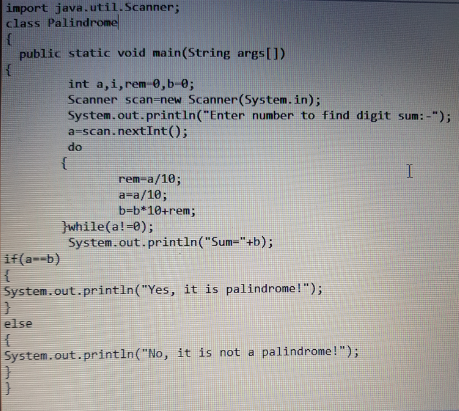 import java.util.Scanner;
class Palindrome
{
public static void main(String args[])
{
int a,i,rem=0,b=0;
Scanner scan=new Scanner(System.in);
System.out.println("Enter number to find digit sum:-");
a=scan.nextInt();
do
{
rem=a/10;
a=a/10;
b=b*10+rem;
}while(a!=0);
System.out.println("Sum="+b);
if(a==b)
{
System.out.println("Yes, it is palindrome!");
}
else
{
System.out.println("No, it is not a palindrome!");
}
}